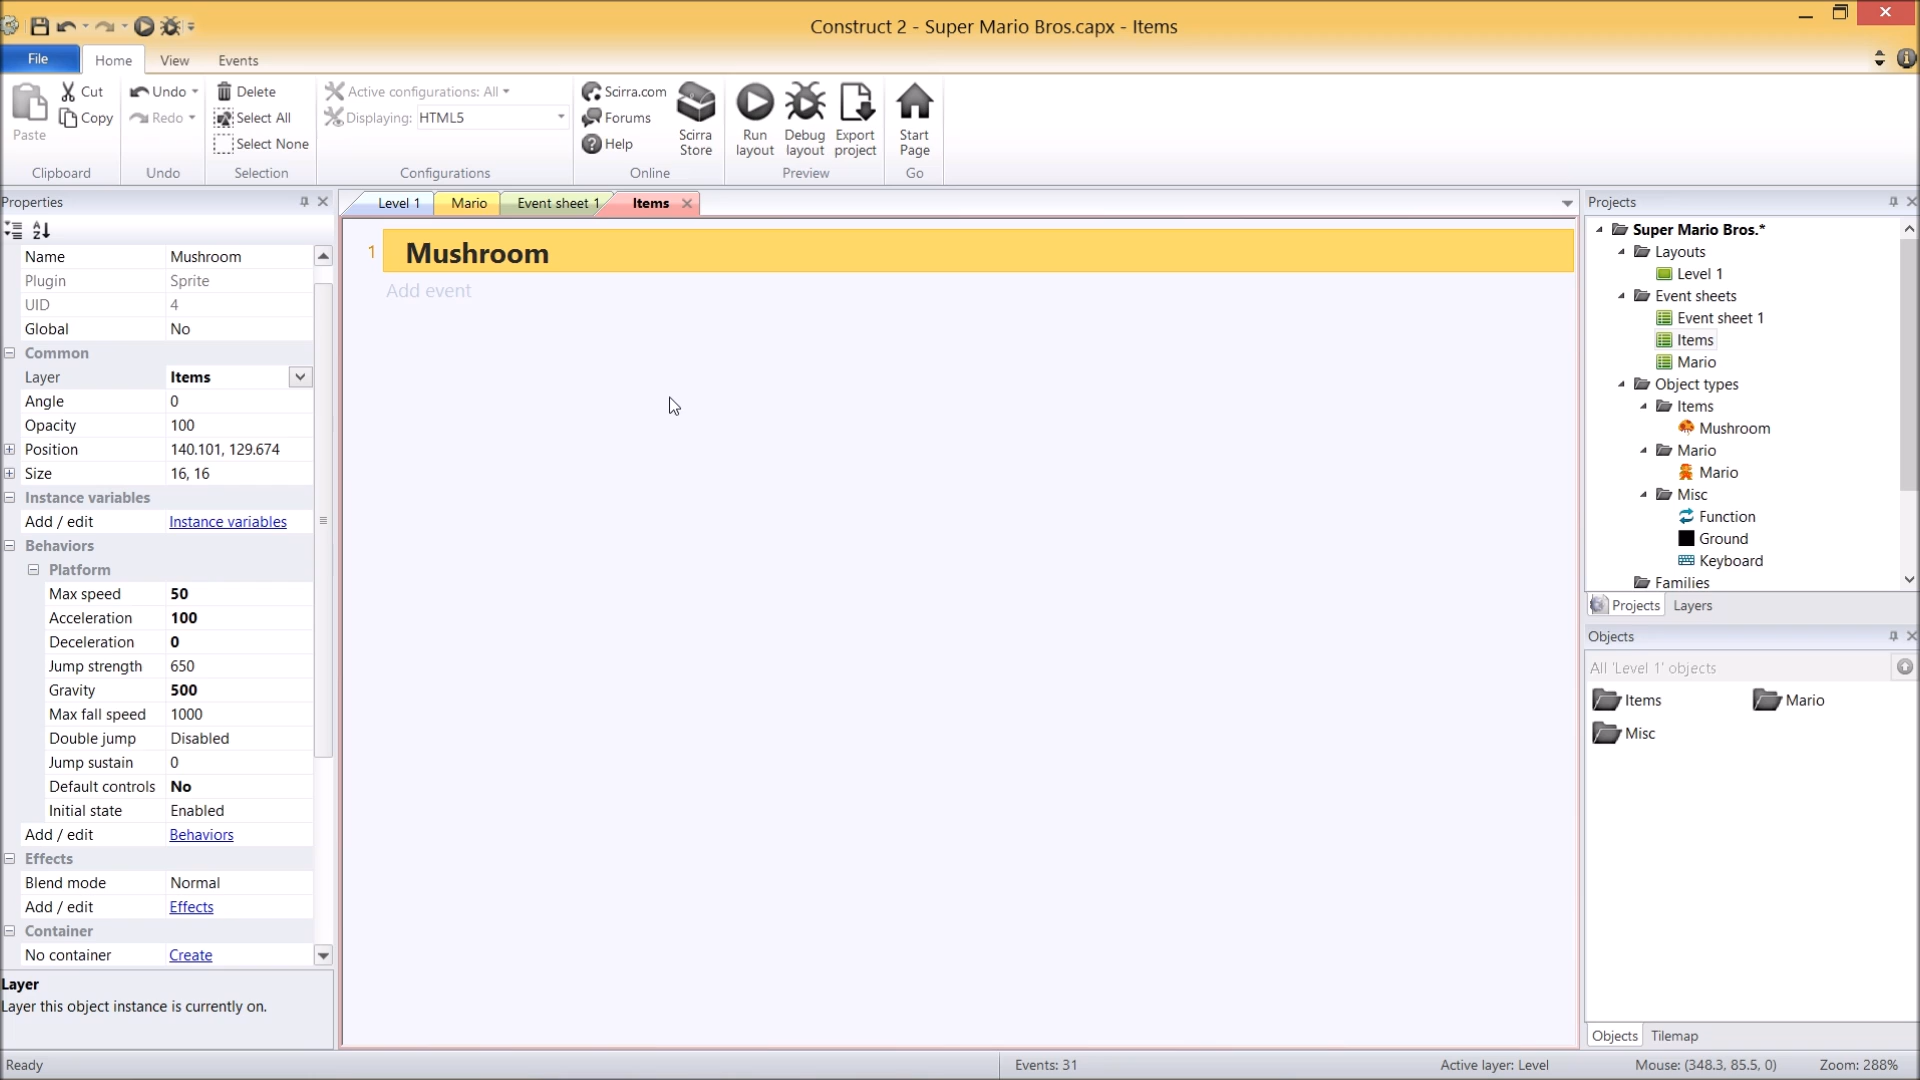 Construct 2 - Super Mario Bros.capx - Items
File Home View Events
Paste
Cut
Copy
Clipboard
Undo
Redo
Undo
Delete
Select All
Select None
Selection
Active configurations: All
Displaying: HTML5
Configurations
Scirra.com
Forums
Help
Scirra Store
Online
Run layout
Debug layout
Export project
Preview
Start Page
Go
Properties
Name Mushroom
Plugin Sprite
UID 4
Global No
Common
Layer Items
Angle 0
Opacity 100
Position 140.101, 129.674
Size 16, 16
Instance variables
Add / edit Instance variables
Behaviors
Platform
Max speed 50
Acceleration 100
Deceleration 0
Jump strength 650
Gravity 500
Max fall speed 1000
Double jump Disabled
Jump sustain 0
Default controls No
Initial state Enabled
Add / edit Behaviors
Effects
Blend mode Normal
Add / edit Effects
Container
No container Create
Layer
Layer this object instance is currently on.
Level 1 Mario Event sheet 1 Items
1 Mushroom
Add event
Projects
Super Mario Bros.*
Layouts
Level 1
Event sheets
Event sheet 1
Items
Mario
Object types
Items
Mushroom
Mario
Mario
Misc
Function
Ground
Keyboard
Families
Projects Layers
Objects
All 'Level 1' objects
Items Mario
Misc
Objects Tilemap
Ready Events: 31 Active layer: Level Mouse: (348.3, 85.5, 0) Zoom: 288%